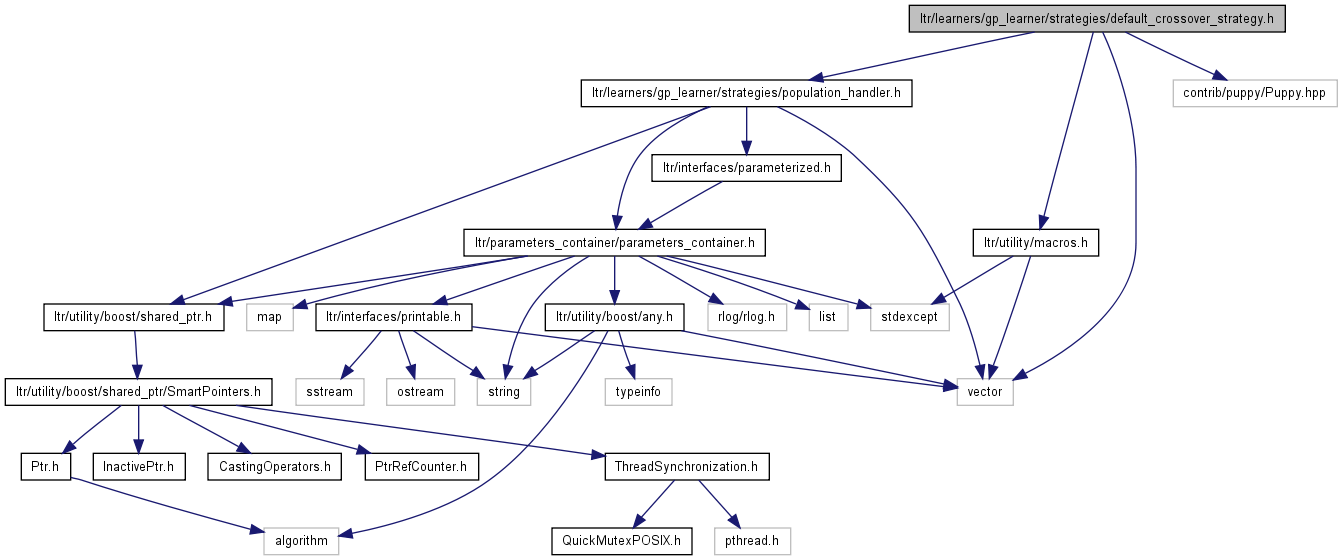 ltr/learners/gp_learner/strategies/default_crossover_strategy.h
ltr/learners/gp_learner/strategies/population_handler.h
contrib/puppy/Puppy.hpp
ltr/interfaces/parameterized.h
ltr/parameters_container/parameters_container.h
ltr/utility/macros.h
ltr/utility/boost/shared_ptr.h
map
ltr/interfaces/printable.h
ltr/utility/boost/any.h
rlog/rlog.h
list
stdexcept
ltr/utility/boost/shared_ptr/SmartPointers.h
sstream
ostream
string
typeinfo
vector
Ptr.h
InactivePtr.h
CastingOperators.h
PtrRefCounter.h
ThreadSynchronization.h
algorithm
QuickMutexPOSIX.h
pthread.h